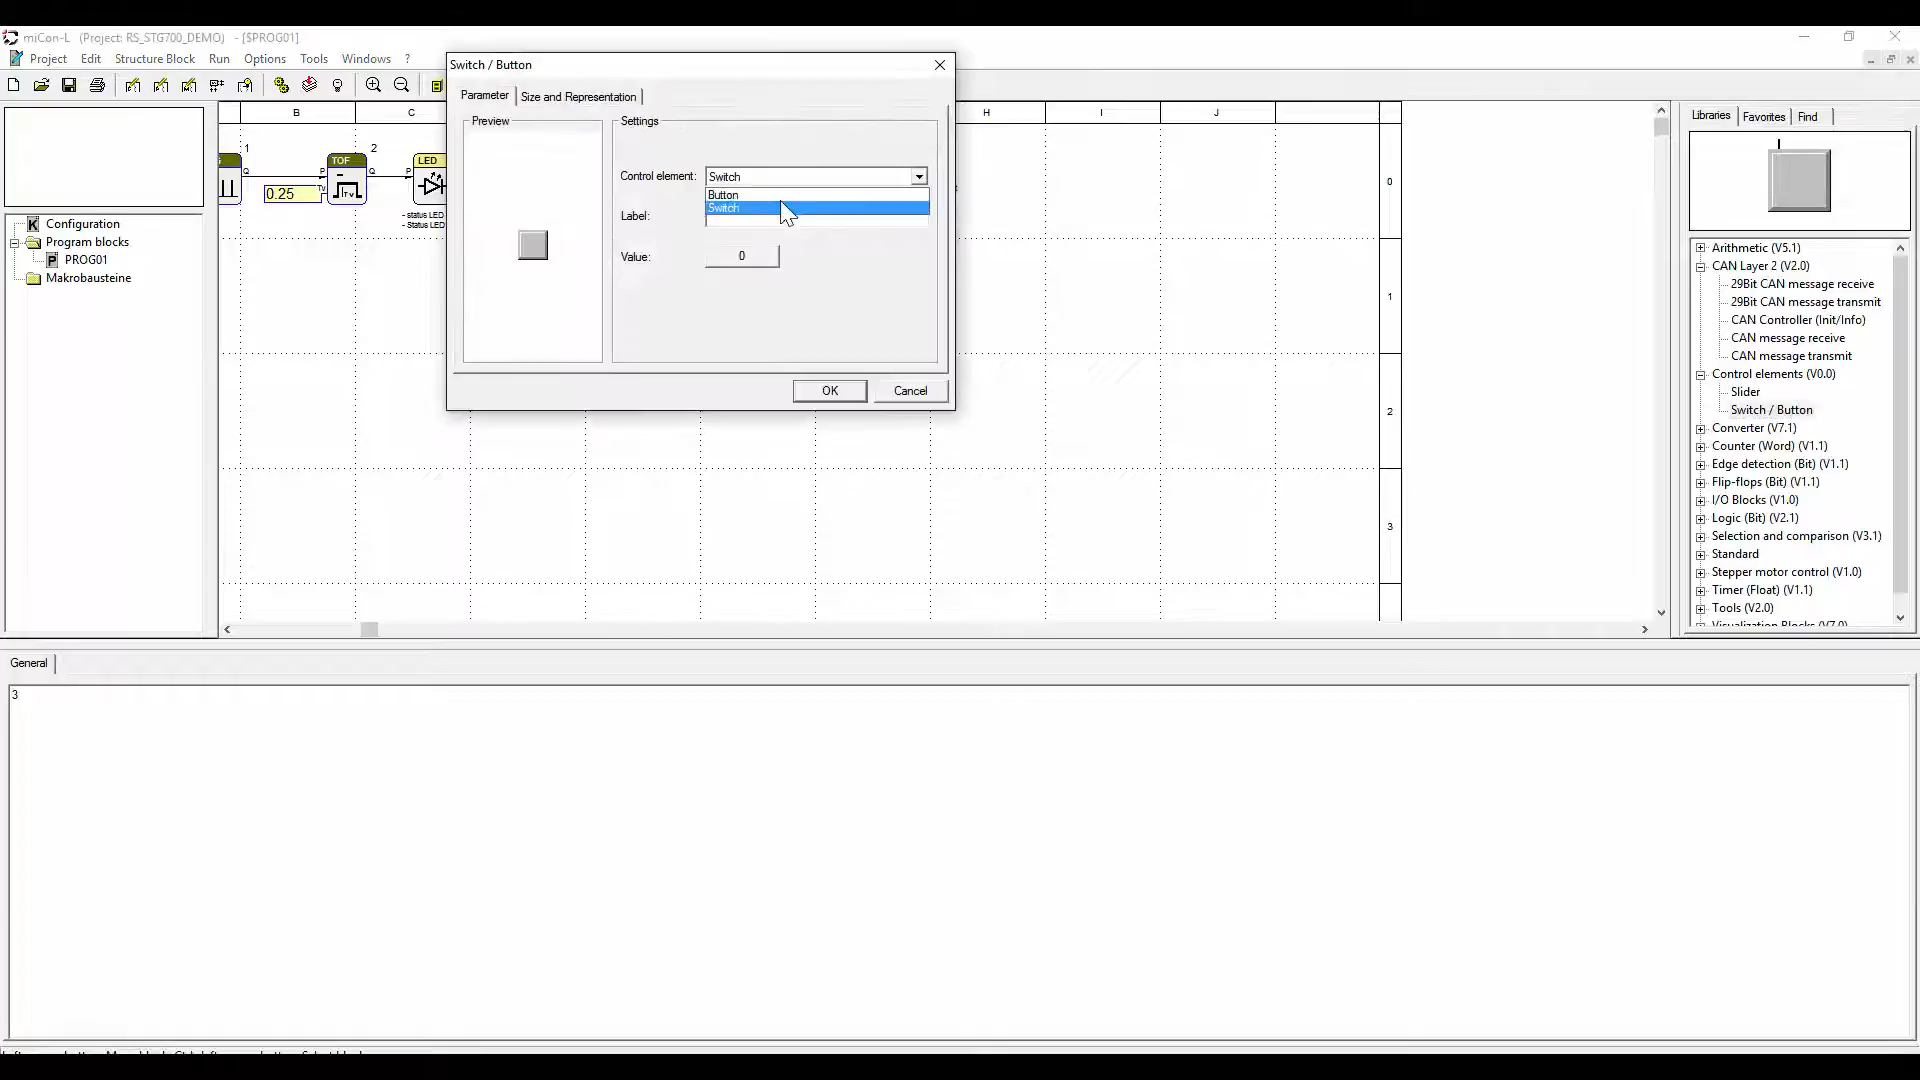 miCon-L (Project: RS_STG700_DEMO) - [$PROG01]
Project Edit Structure Block Run Options Tools Windows ?
Switch / Button
Parameter Size and Representation
Preview
Settings
Control element: Switch
Button
Switch
Label:
Value: 0
OK Cancel
B C H I J
1 2
TOF LED
Q P Q P
0.25 Tv
Tv
- status LED
- Status LED
0
1
2
3
Configuration
Program blocks
P PROG01
K
Makrobausteine
Libraries Favorites Find
Arithmetic (V5.1)
CAN Layer 2 (V2.0)
29Bit CAN message receive
29Bit CAN message transmit
CAN Controller (Init/Info)
CAN message receive
CAN message transmit
Control elements (V0.0)
Slider
Switch / Button
Converter (V7.1)
Counter (Word) (V1.1)
Edge detection (Bit) (V1.1)
Flip-flops (Bit) (V1.1)
I/O Blocks (V1.0)
Logic (Bit) (V2.1)
Selection and comparison (V3.1)
Standard
Stepper motor control (V1.0)
Timer (Float) (V1.1)
Tools (V2.0)
Visualization Blocks (V7.0)
General
3